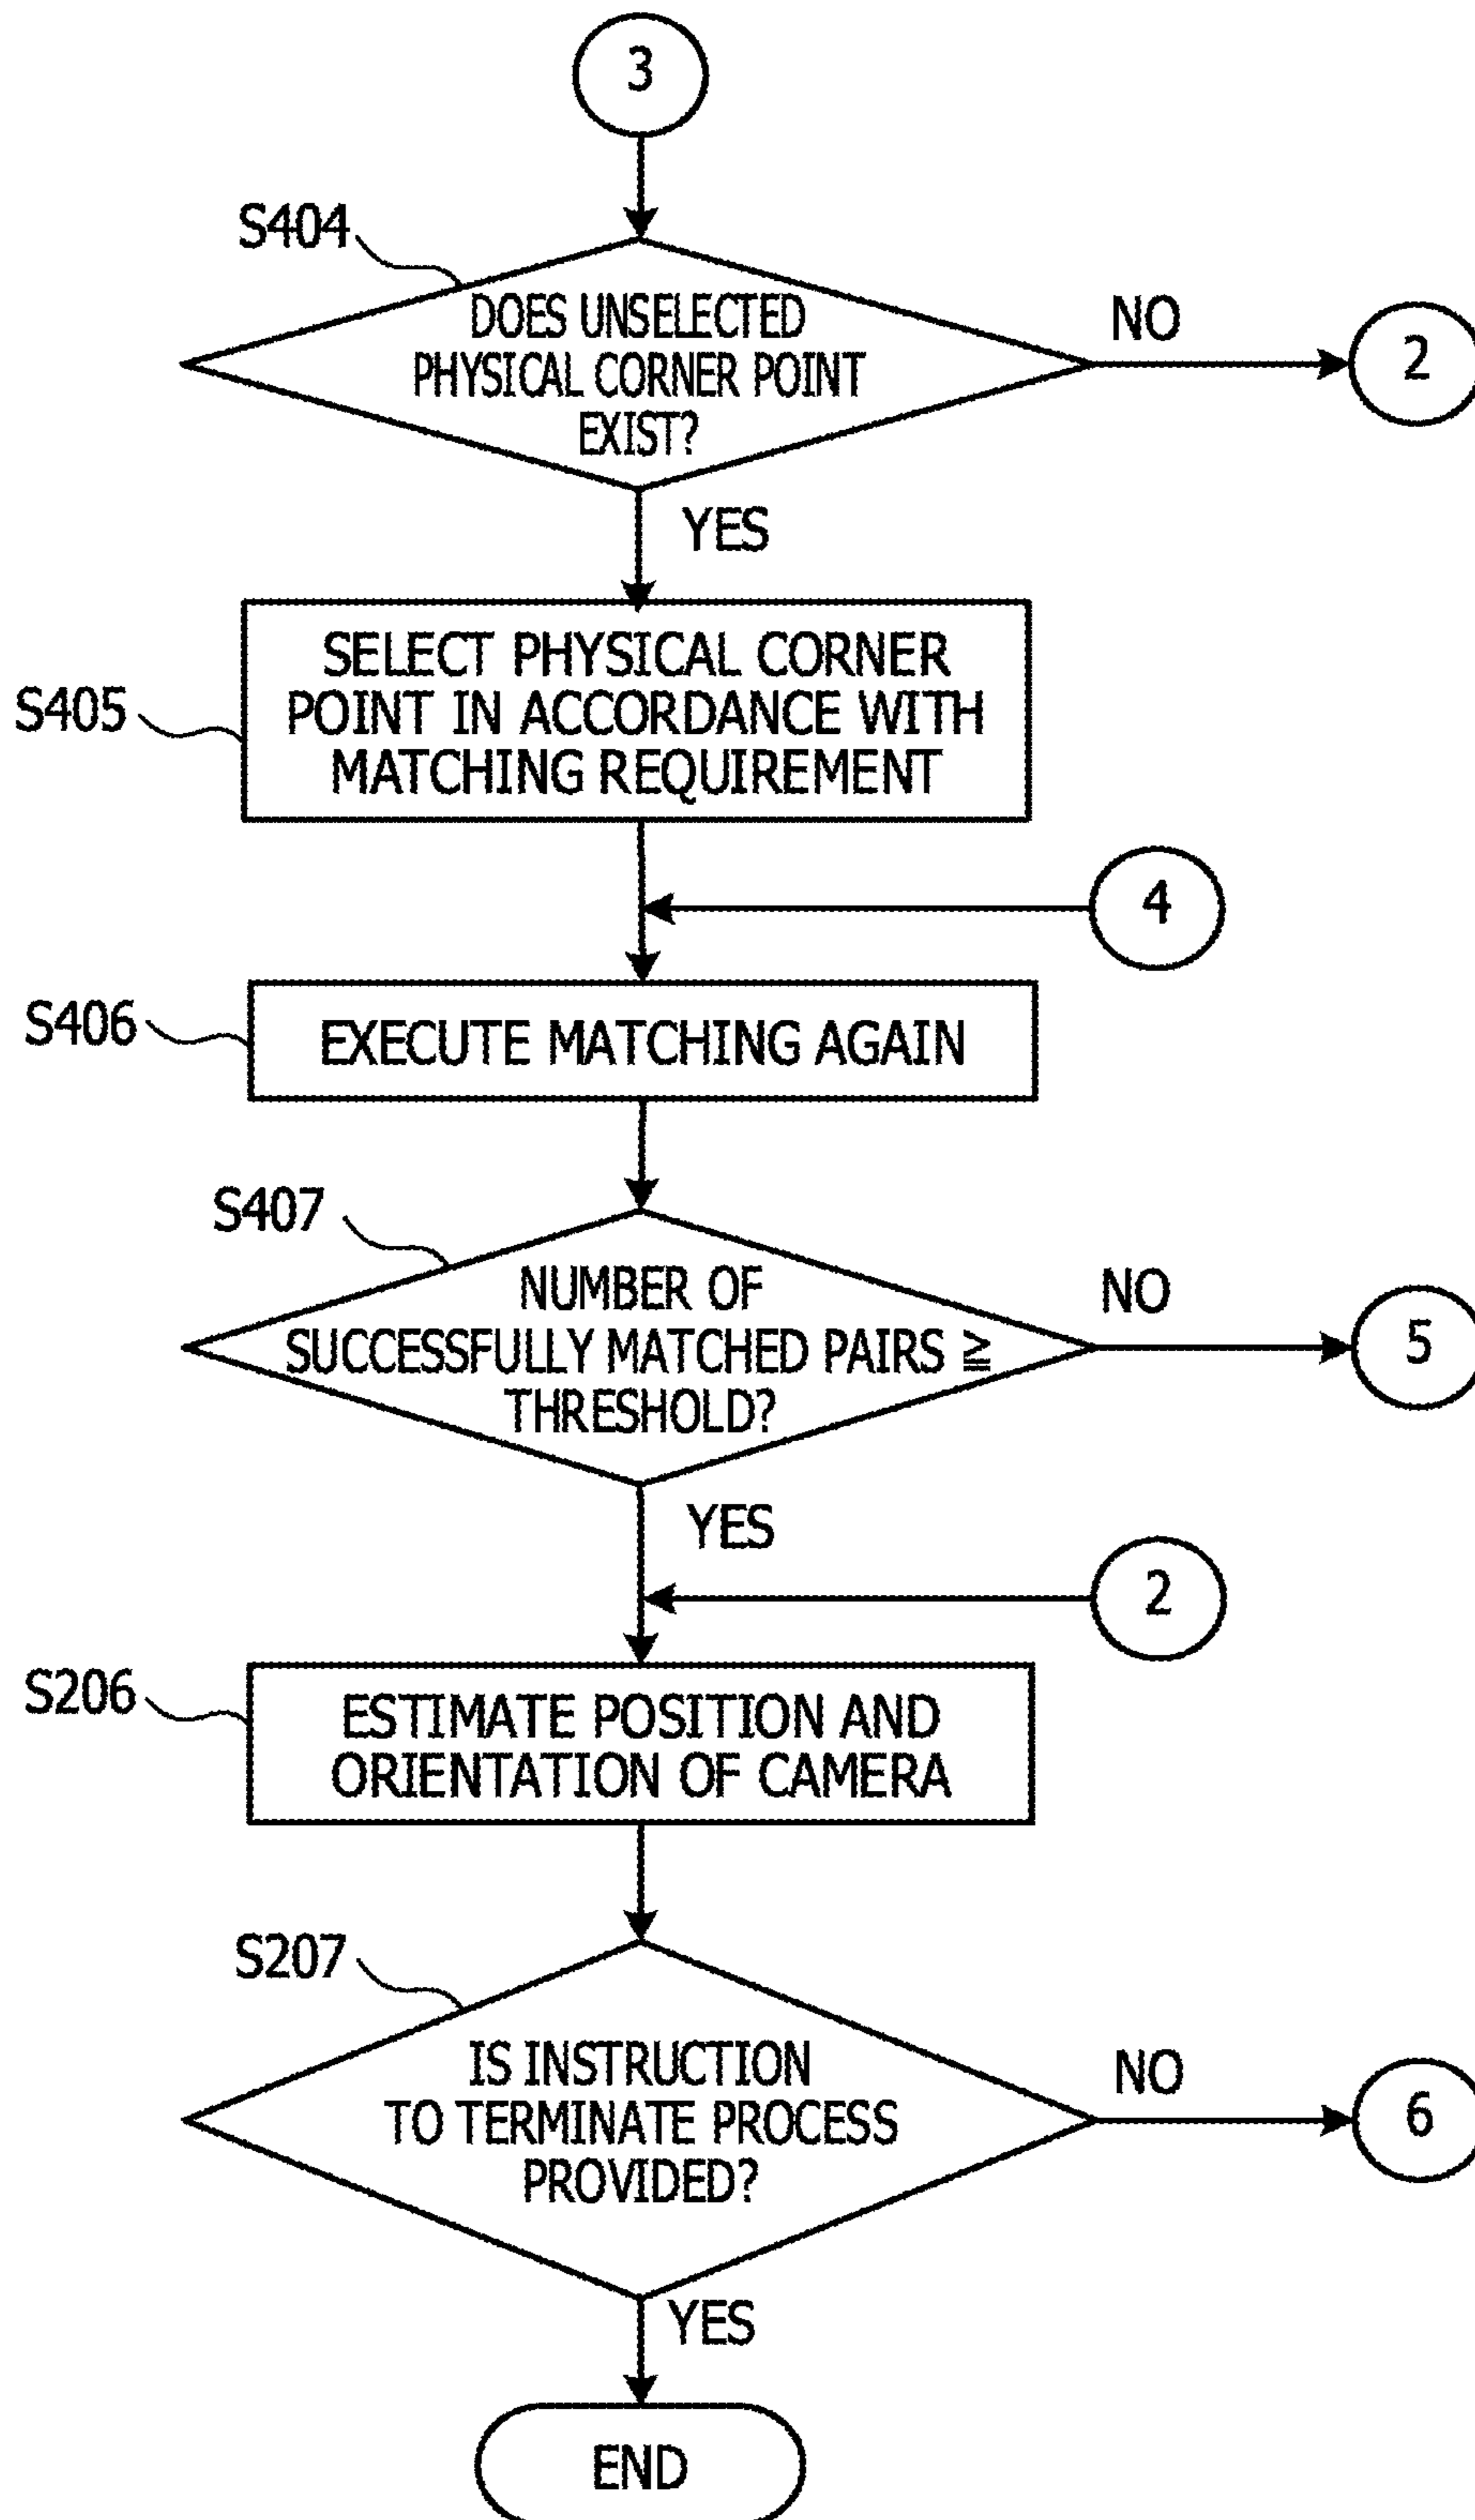 3
S404
DOES UNSELECTED
PHYSICAL CORNER POINT
EXIST?
NO
2
YES
S405
SELECT PHYSICAL CORNER
POINT IN ACCORDANCE WITH
MATCHING REQUIREMENT
4
S406
EXECUTE MATCHING AGAIN
S407
NUMBER OF
SUCCESSFULLY MATCHED PAIRS ≧
THRESHOLD?
NO
5
YES
2
S206
ESTIMATE POSITION AND
ORIENTATION OF CAMERA
S207
IS INSTRUCTION
TO TERMINATE PROCESS
PROVIDED?
NO
6
YES
END